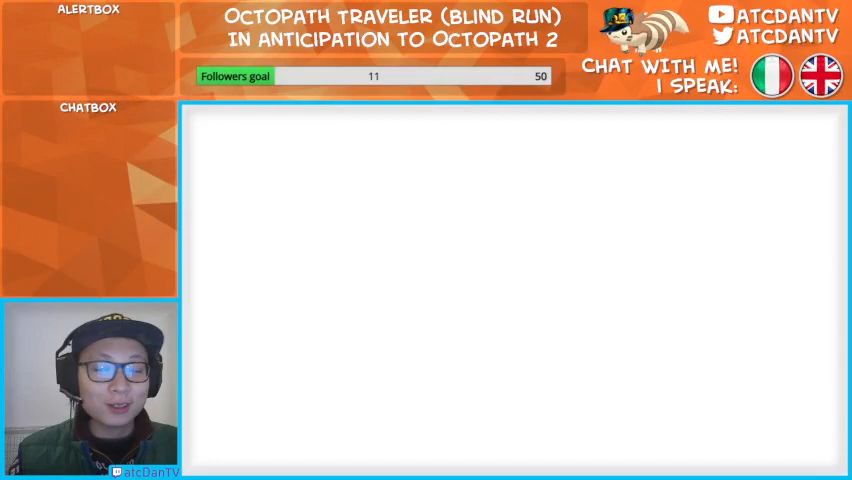 ALERTBOX
OCTOPATH TRAVELER (BLIND RUN)
IN ANTICIPATION TO OCTOPATH 2
ATCDANTV
ATCDANTV
Followers goal 11 50
CHAT WITH ME!
I SPEAK:
CHATBOX
atcDanTV